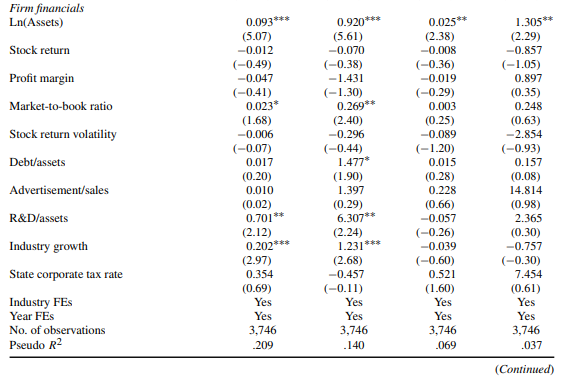 Firm financials
Ln(Assets) 0.093*** 0.920*** 0.025** 1.305**
(5.07) (5.61) (2.38) (2.29)
Stock return −0.012 −0.070 −0.008 −0.857
(−0.49) (−0.38) (−0.36) (−1.05)
Profit margin −0.047 −1.431 −0.019 0.897
(−0.41) (−1.30) (−0.29) (0.35)
Market-to-book ratio 0.023* 0.269** 0.003 0.248
(1.68) (2.40) (0.25) (0.63)
Stock return volatility −0.006 −0.296 −0.089 −2.854
(−0.07) (−0.44) (−1.20) (−0.93)
Debt/assets 0.017 1.477* 0.015 0.157
(0.20) (1.90) (0.28) (0.08)
Advertisement/sales 0.010 1.397 0.228 14.814
(0.02) (0.29) (0.66) (0.98)
R&D/assets 0.701** 6.307** −0.057 2.365
(2.12) (2.24) (−0.26) (0.30)
Industry growth 0.202*** 1.231*** −0.039 −0.757
(2.97) (2.68) (−0.60) (−0.30)
State corporate tax rate 0.354 −0.457 0.521 7.454
(0.69) (−0.11) (1.60) (0.61)
Industry FEs Yes Yes Yes Yes
Year FEs Yes Yes Yes Yes
No. of observations 3,746 3,746 3,746 3,746
Pseudo R2 .209 .140 .069 .037
(Continued)